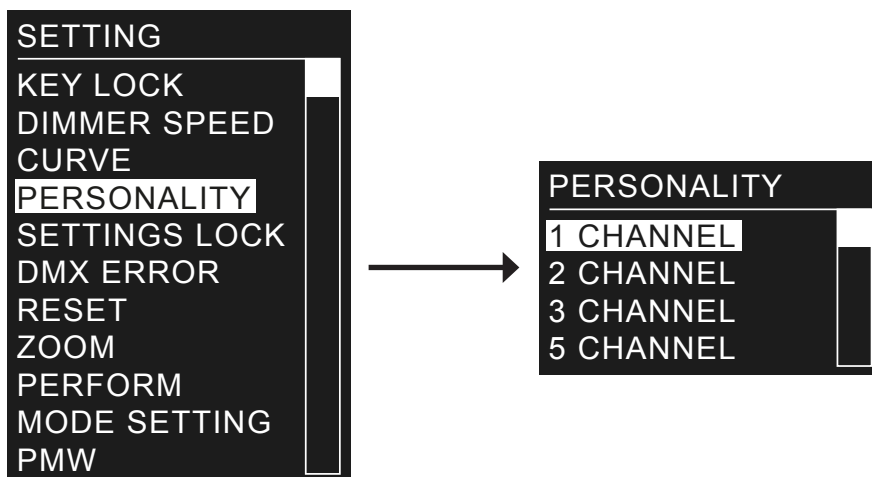 SETTING
KEY LOCK
DIMMER SPEED
CURVE
PERSONALITY
SETTINGS LOCK
DMX ERROR
RESET
ZOOM
PERFORM
MODE SETTING
PMW
PERSONALITY
1 CHANNEL
2 CHANNEL
3 CHANNEL
5 CHANNEL